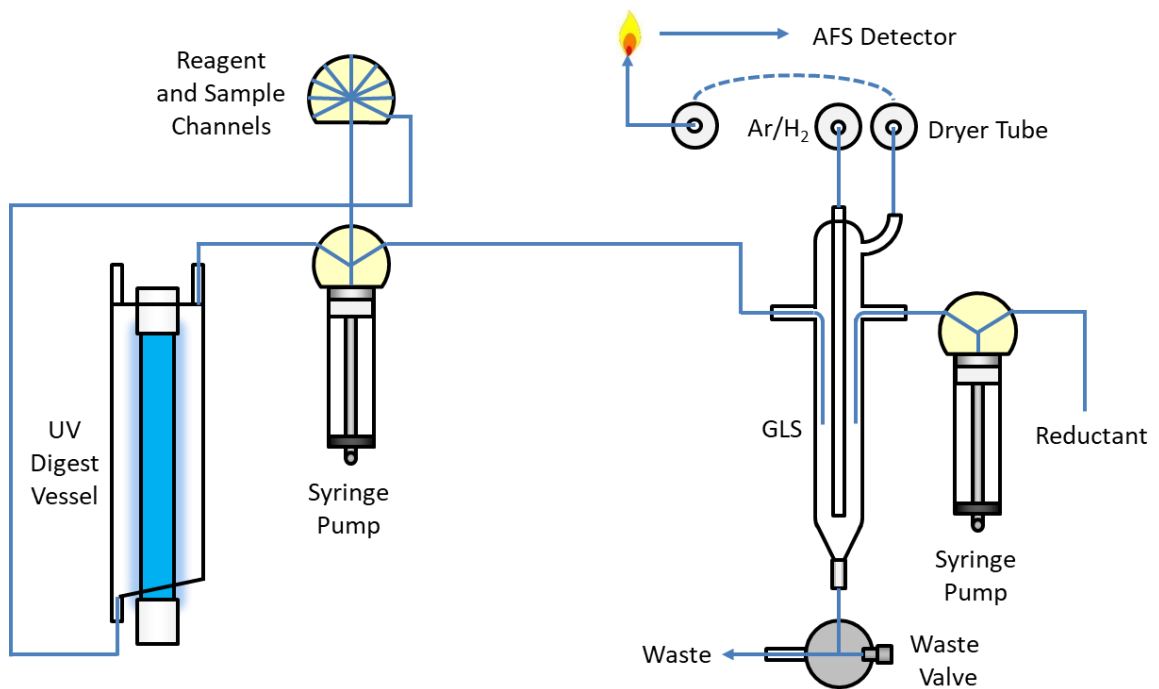 Reagent
and Sample
Channels
AFS Detector
Ar/H₂
Dryer Tube
UV
Digest
Vessel
Syringe
Pump
GLS
Reductant
Syringe
Pump
Waste
Waste
Valve